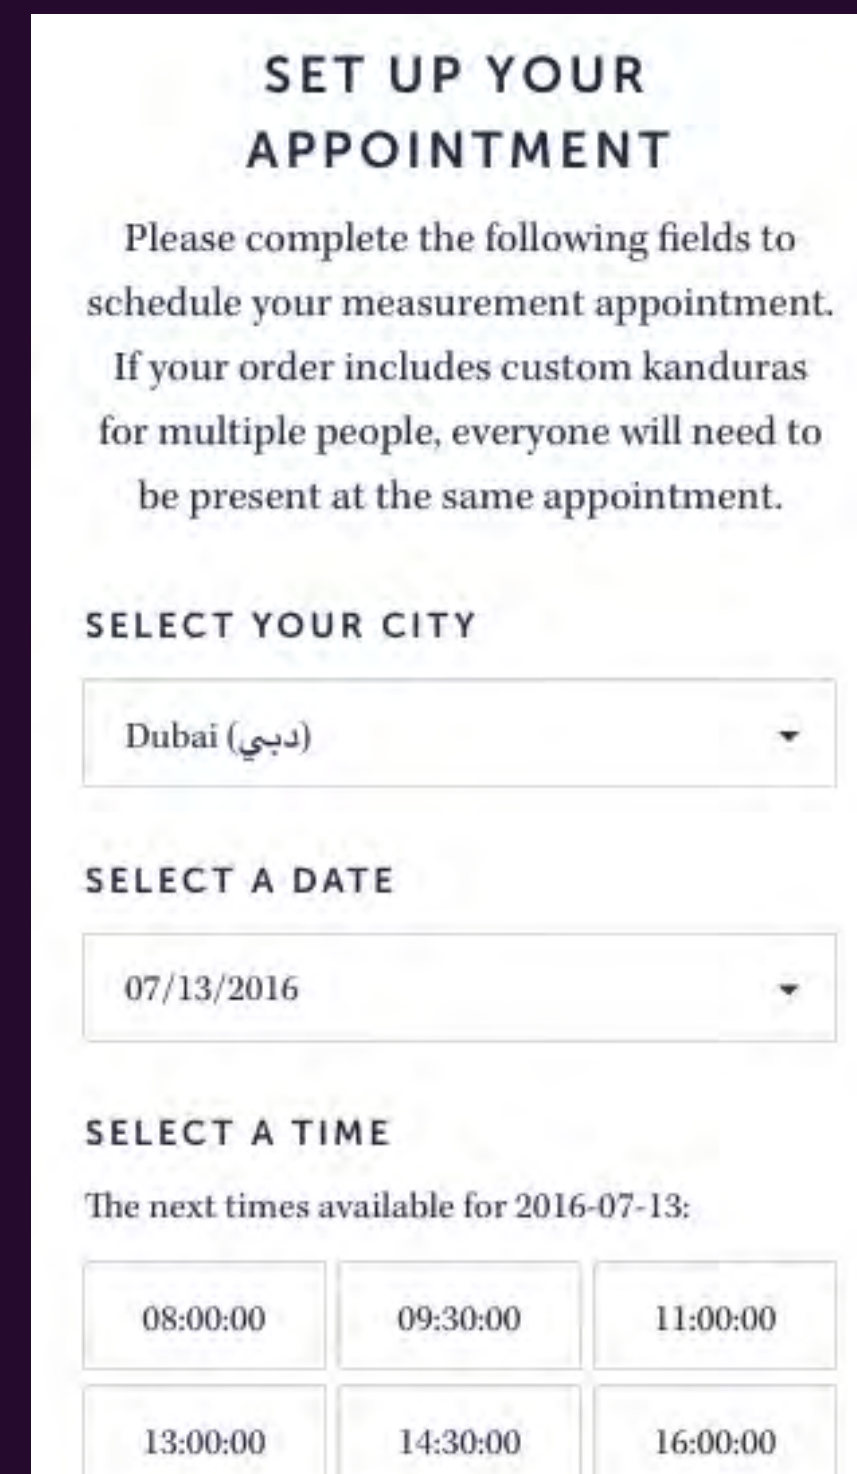 SET UP YOUR
APPOINTMENT
Please complete the following fields to
schedule your measurement appointment.
If your order includes custom kanduras
for multiple people, everyone will need to
be present at the same appointment.
SELECT YOUR CITY
Dubai (دبي)
SELECT A DATE
07/13/2016
SELECT A TIME
The next times available for 2016-07-13:
08:00:00 09:30:00 11:00:00
13:00:00 14:30:00 16:00:00